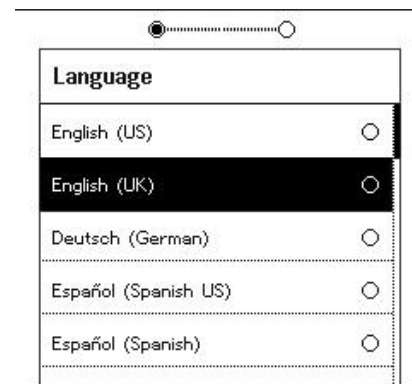 Language
English (US)
English (UK)
Deutsch (German)
Español (Spanish US)
Español (Spanish)